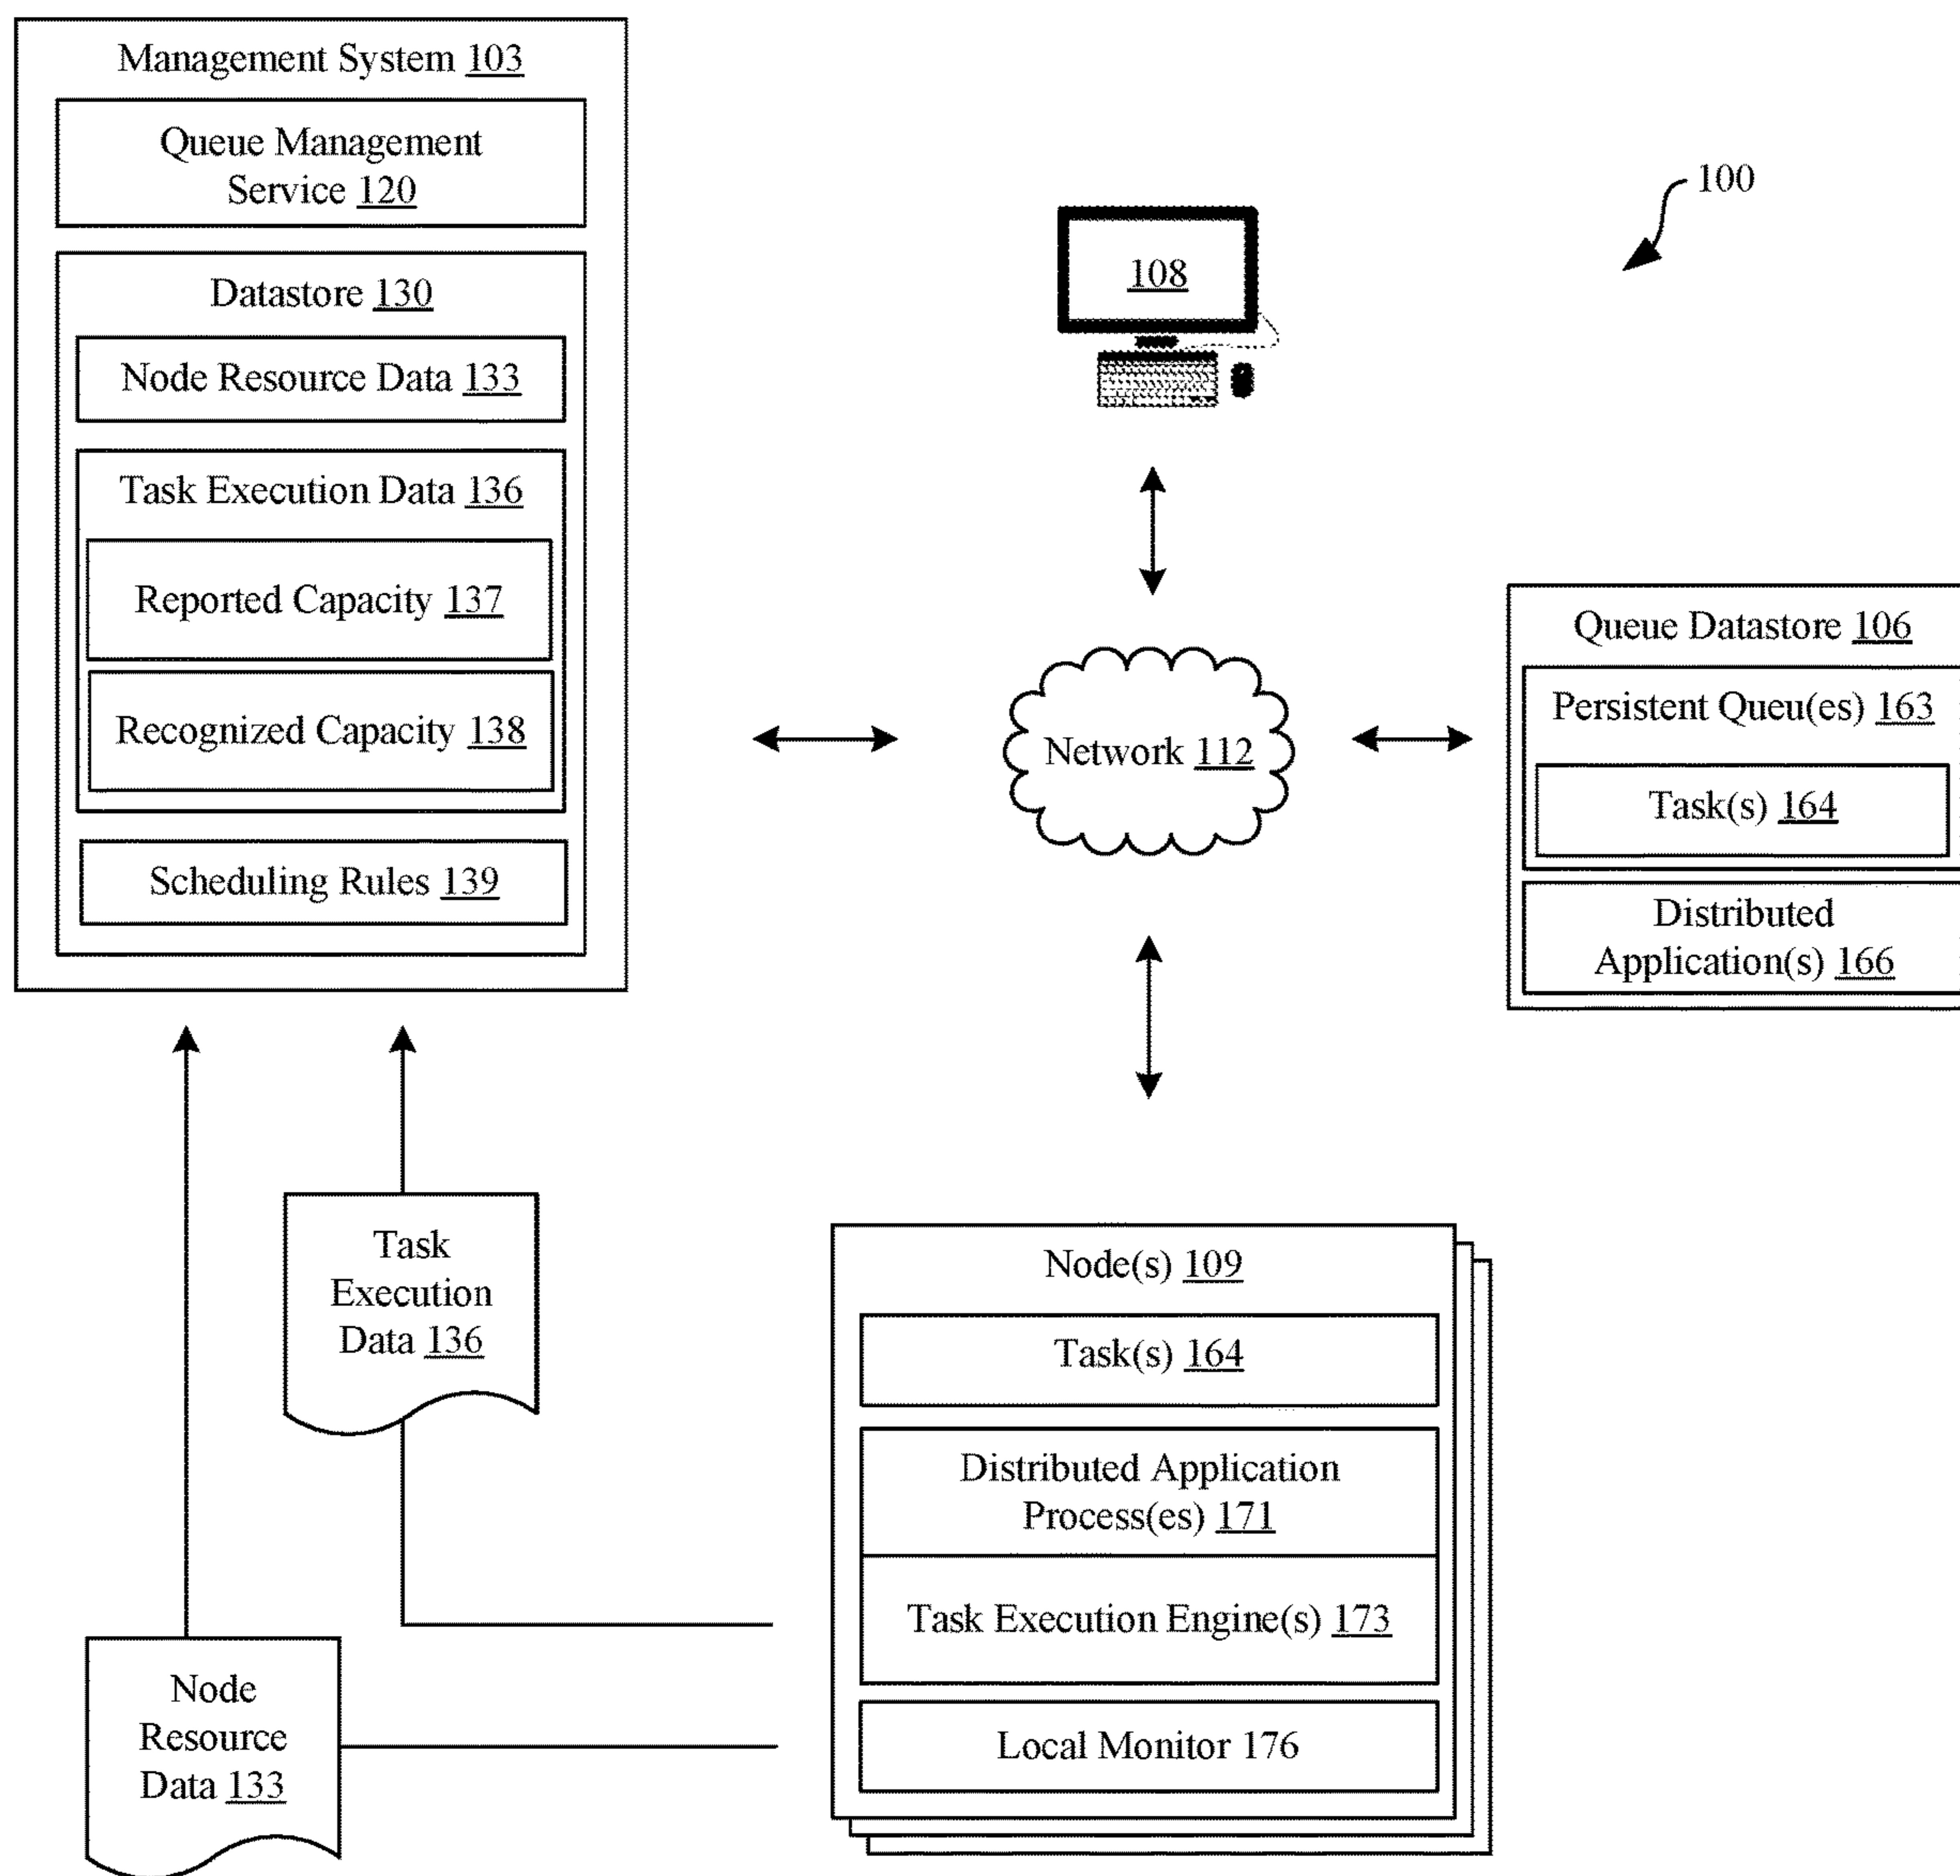 Management System 103
Queue Management
Service 120
Datastore 130
Node Resource Data 133
Task Execution Data 136
Reported Capacity 137
Recognized Capacity 138
Scheduling Rules 139
100
108
Network 112
Queue Datastore 106
Persistent Queu(es) 163
Task(s) 164
Distributed
Application(s) 166
Task
Execution
Data 136
Node
Resource
Data 133
Node(s) 109
Task(s) 164
Distributed Application
Process(es) 171
Task Execution Engine(s) 173
Local Monitor 176